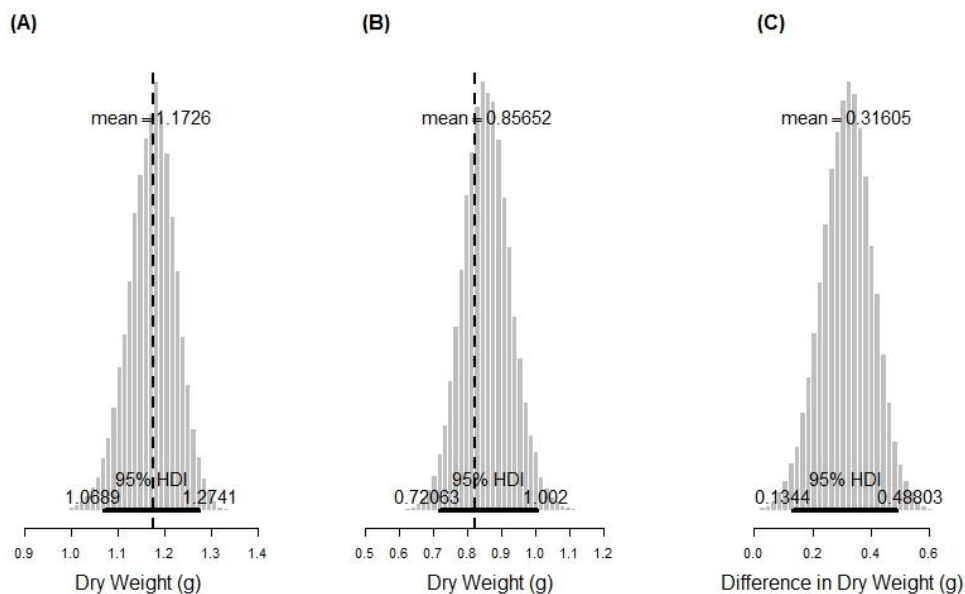 (A)
(B)
(C)
mean = 1.1726
mean = 0.85652
mean = 0.31605
95% HDI
1.0689 1.2741
95% HDI
0.72063 1.002
95% HDI
0.1344 0.48803
0.9 1.0 1.1 1.2 1.3 1.4
0.5 0.6 0.7 0.8 0.9 1.0 1.1 1.2
0.0 0.2 0.4 0.6
Dry Weight (g)
Dry Weight (g)
Difference in Dry Weight (g)